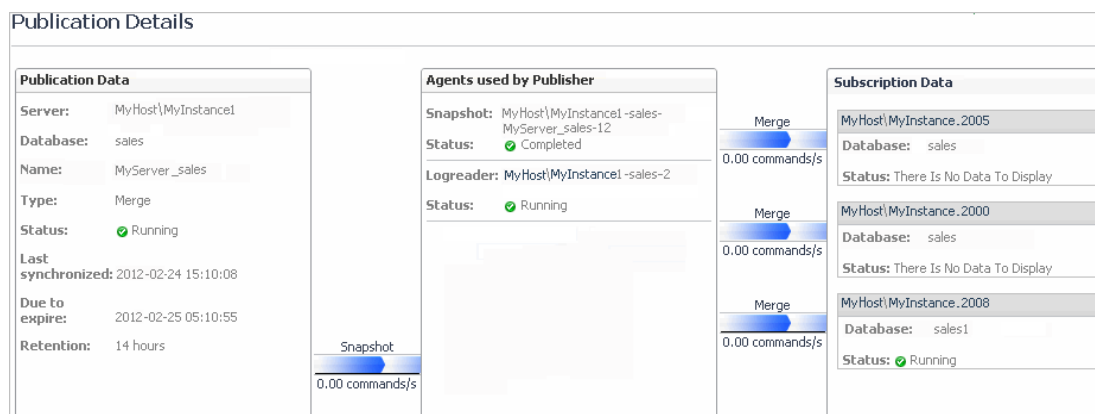 Publication Details
Publication Data
Server: MyHost\MyInstance1
Database: sales
Name: MyServer_sales
Type: Merge
Status: Running
Last
synchronized: 2012-02-24 15:10:08
Due to
expire: 2012-02-25 05:10:55
Retention: 14 hours
Snapshot
0.00 commands/s
Agents used by Publisher
Snapshot: MyHost\MyInstance1-sales-
MyServer_sales-12
Status: Completed
Logreader: MyHost\MyInstance1-sales-2
Status: Running
Merge
0.00 commands/s
Merge
0.00 commands/s
Merge
0.00 commands/s
Subscription Data
MyHost\MyInstance.2005
Database: sales
Status: There Is No Data To Display
MyHost\MyInstance.2000
Database: sales
Status: There Is No Data To Display
MyHost\MyInstance.2008
Database: sales1
Status: Running